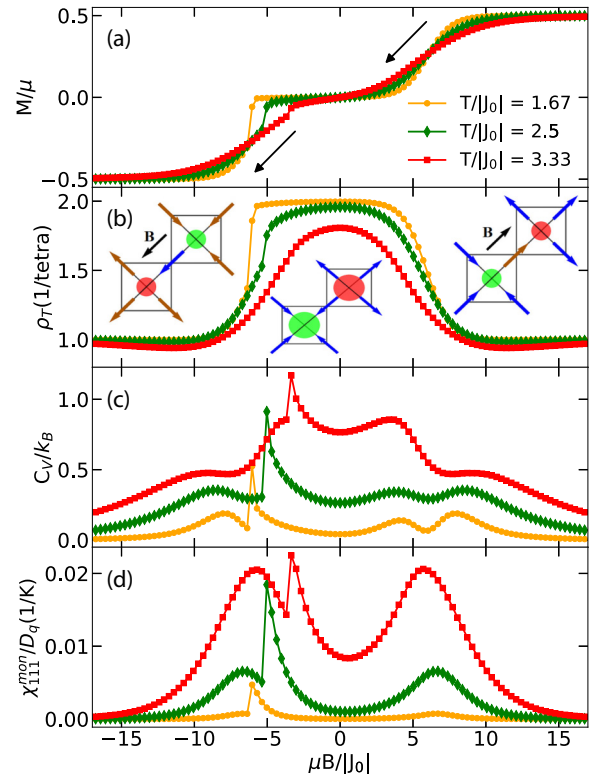 (a)
M/μ
0.5
0.0
−0.5
T/|J₀| = 1.67
T/|J₀| = 2.5
T/|J₀| = 3.33
(b)
ρ_T(1/tetra)
2.0
1.5
1.0
B
B
(c)
C_V/k_B
1.0
0.5
0.0
(d)
χ₁₁₁^{mon}/D_q(1/K)
0.02
0.01
0.00
−15 −10 −5 0 5 10 15
μB/|J₀|